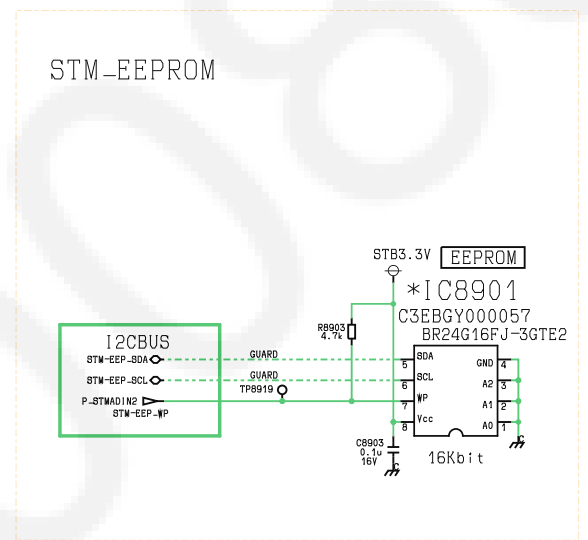 STM_EEPROM
STB3.3V
EEPROM
*IC8901
C3EBGY000057
BR24G16FJ-3GTE2
R8903
4.7k
I2CBUS
STM-EEP-SDA
GUARD
SDA
5
GND
4
STM-EEP-SCL
GUARD
SCL
6
A2
3
TP8919
P_STMADIN2
STM-EEP-WP
WP
7
A1
2
Vcc
8
A0
1
C8903
0.1u
16V
C
C
16Kbit